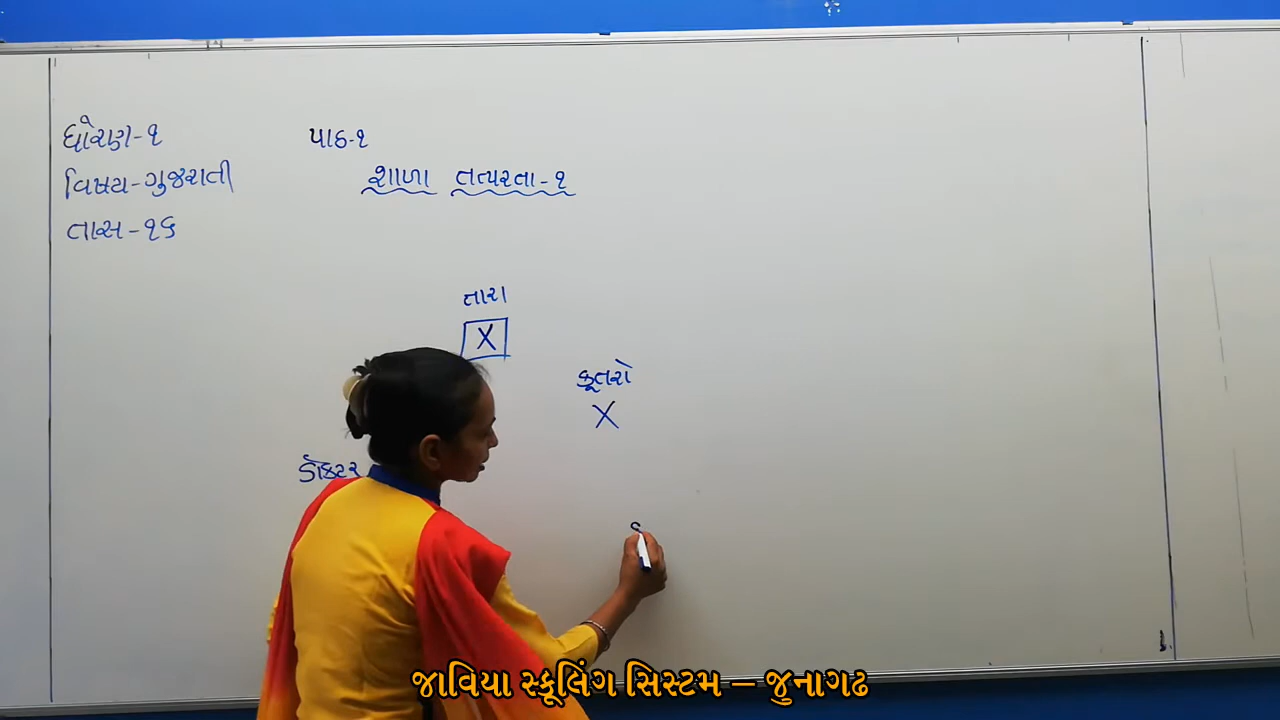 ધોરણ-૧
પાઠ-૧
વિષય-ગુજરાતી
શાળા તત્પરતા-૧
તાસ-૧૬
તારા
X
કૂતરો
X
ડોક્ટર
જાવિયા સ્કૂલિંગ સિસ્ટમ – જુનાગઢ